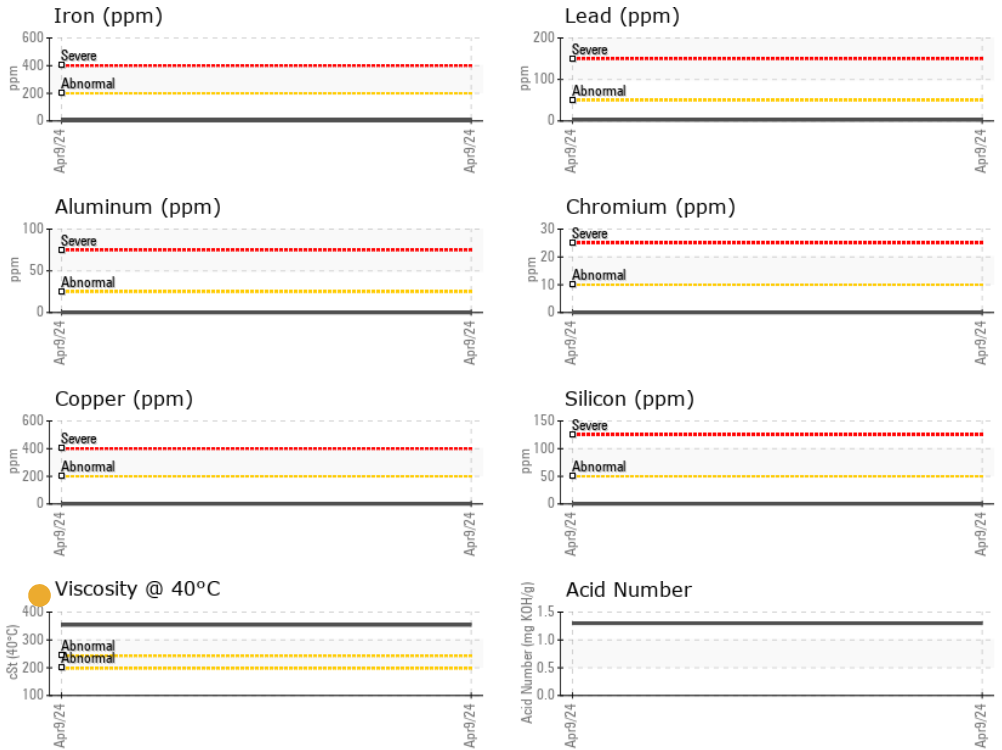 Iron (ppm)
600
400
200
0
ppm
Severe
Abnormal
Apr9/24
Apr9/24
Lead (ppm)
200
100
0
ppm
Severe
Abnormal
Apr9/24
Apr9/24
Aluminum (ppm)
100
50
0
ppm
Severe
Abnormal
Apr9/24
Apr9/24
Chromium (ppm)
30
20
10
0
ppm
Severe
Abnormal
Apr9/24
Apr9/24
Copper (ppm)
600
400
200
0
ppm
Severe
Abnormal
Apr9/24
Apr9/24
Silicon (ppm)
150
100
50
0
ppm
Severe
Abnormal
Apr9/24
Apr9/24
Viscosity @ 40°C
400
300
200
100
cSt (40°C)
Abnormal
Abnormal
Apr9/24
Apr9/24
Acid Number
1.5
1.0
0.5
0.0
Acid Number (mg KOH/g)
Apr9/24
Apr9/24